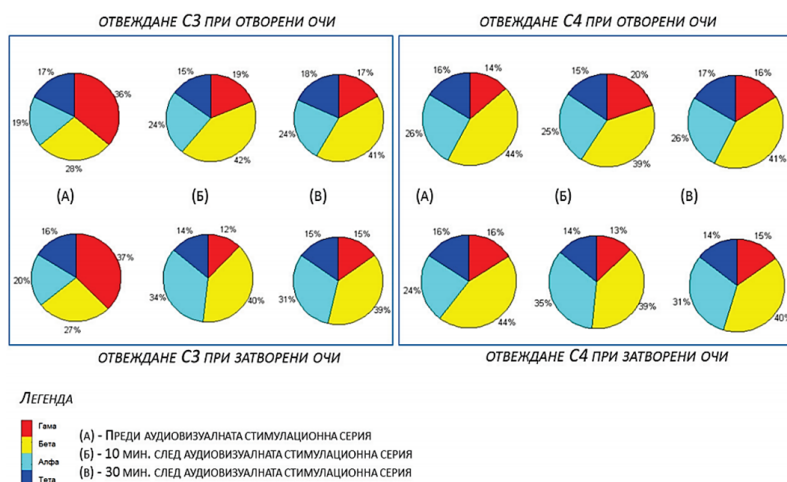 ОТВЕЖДАНЕ С3 ПРИ ОТВОРЕНИ ОЧИ
ОТВЕЖДАНЕ С4 ПРИ ОТВОРЕНИ ОЧИ
17% 36% 19% 28%
15% 19% 24% 42%
18% 17% 24% 41%
16% 14% 26% 44%
15% 20% 25% 39%
17% 16% 26% 41%
(А) (Б) (В)
(А) (Б) (В)
16% 37% 20% 27%
14% 12% 34% 40%
15% 15% 31% 39%
16% 16% 24% 44%
14% 13% 35% 39%
14% 15% 31% 40%
ОТВЕЖДАНЕ С3 ПРИ ЗАТВОРЕНИ ОЧИ
ОТВЕЖДАНЕ С4 ПРИ ЗАТВОРЕНИ ОЧИ
ЛЕГЕНДА
Гама
Бета
Алфа
Тета
(А) - ПРЕДИ АУДИОВИЗУАЛНАТА СТИМУЛАЦИОННА СЕРИЯ
(Б) - 10 МИН. СЛЕД АУДИОВИЗУАЛНАТА СТИМУЛАЦИОННА СЕРИЯ
(В) - 30 МИН. СЛЕД АУДИОВИЗУАЛНАТА СТИМУЛАЦИОННА СЕРИЯ